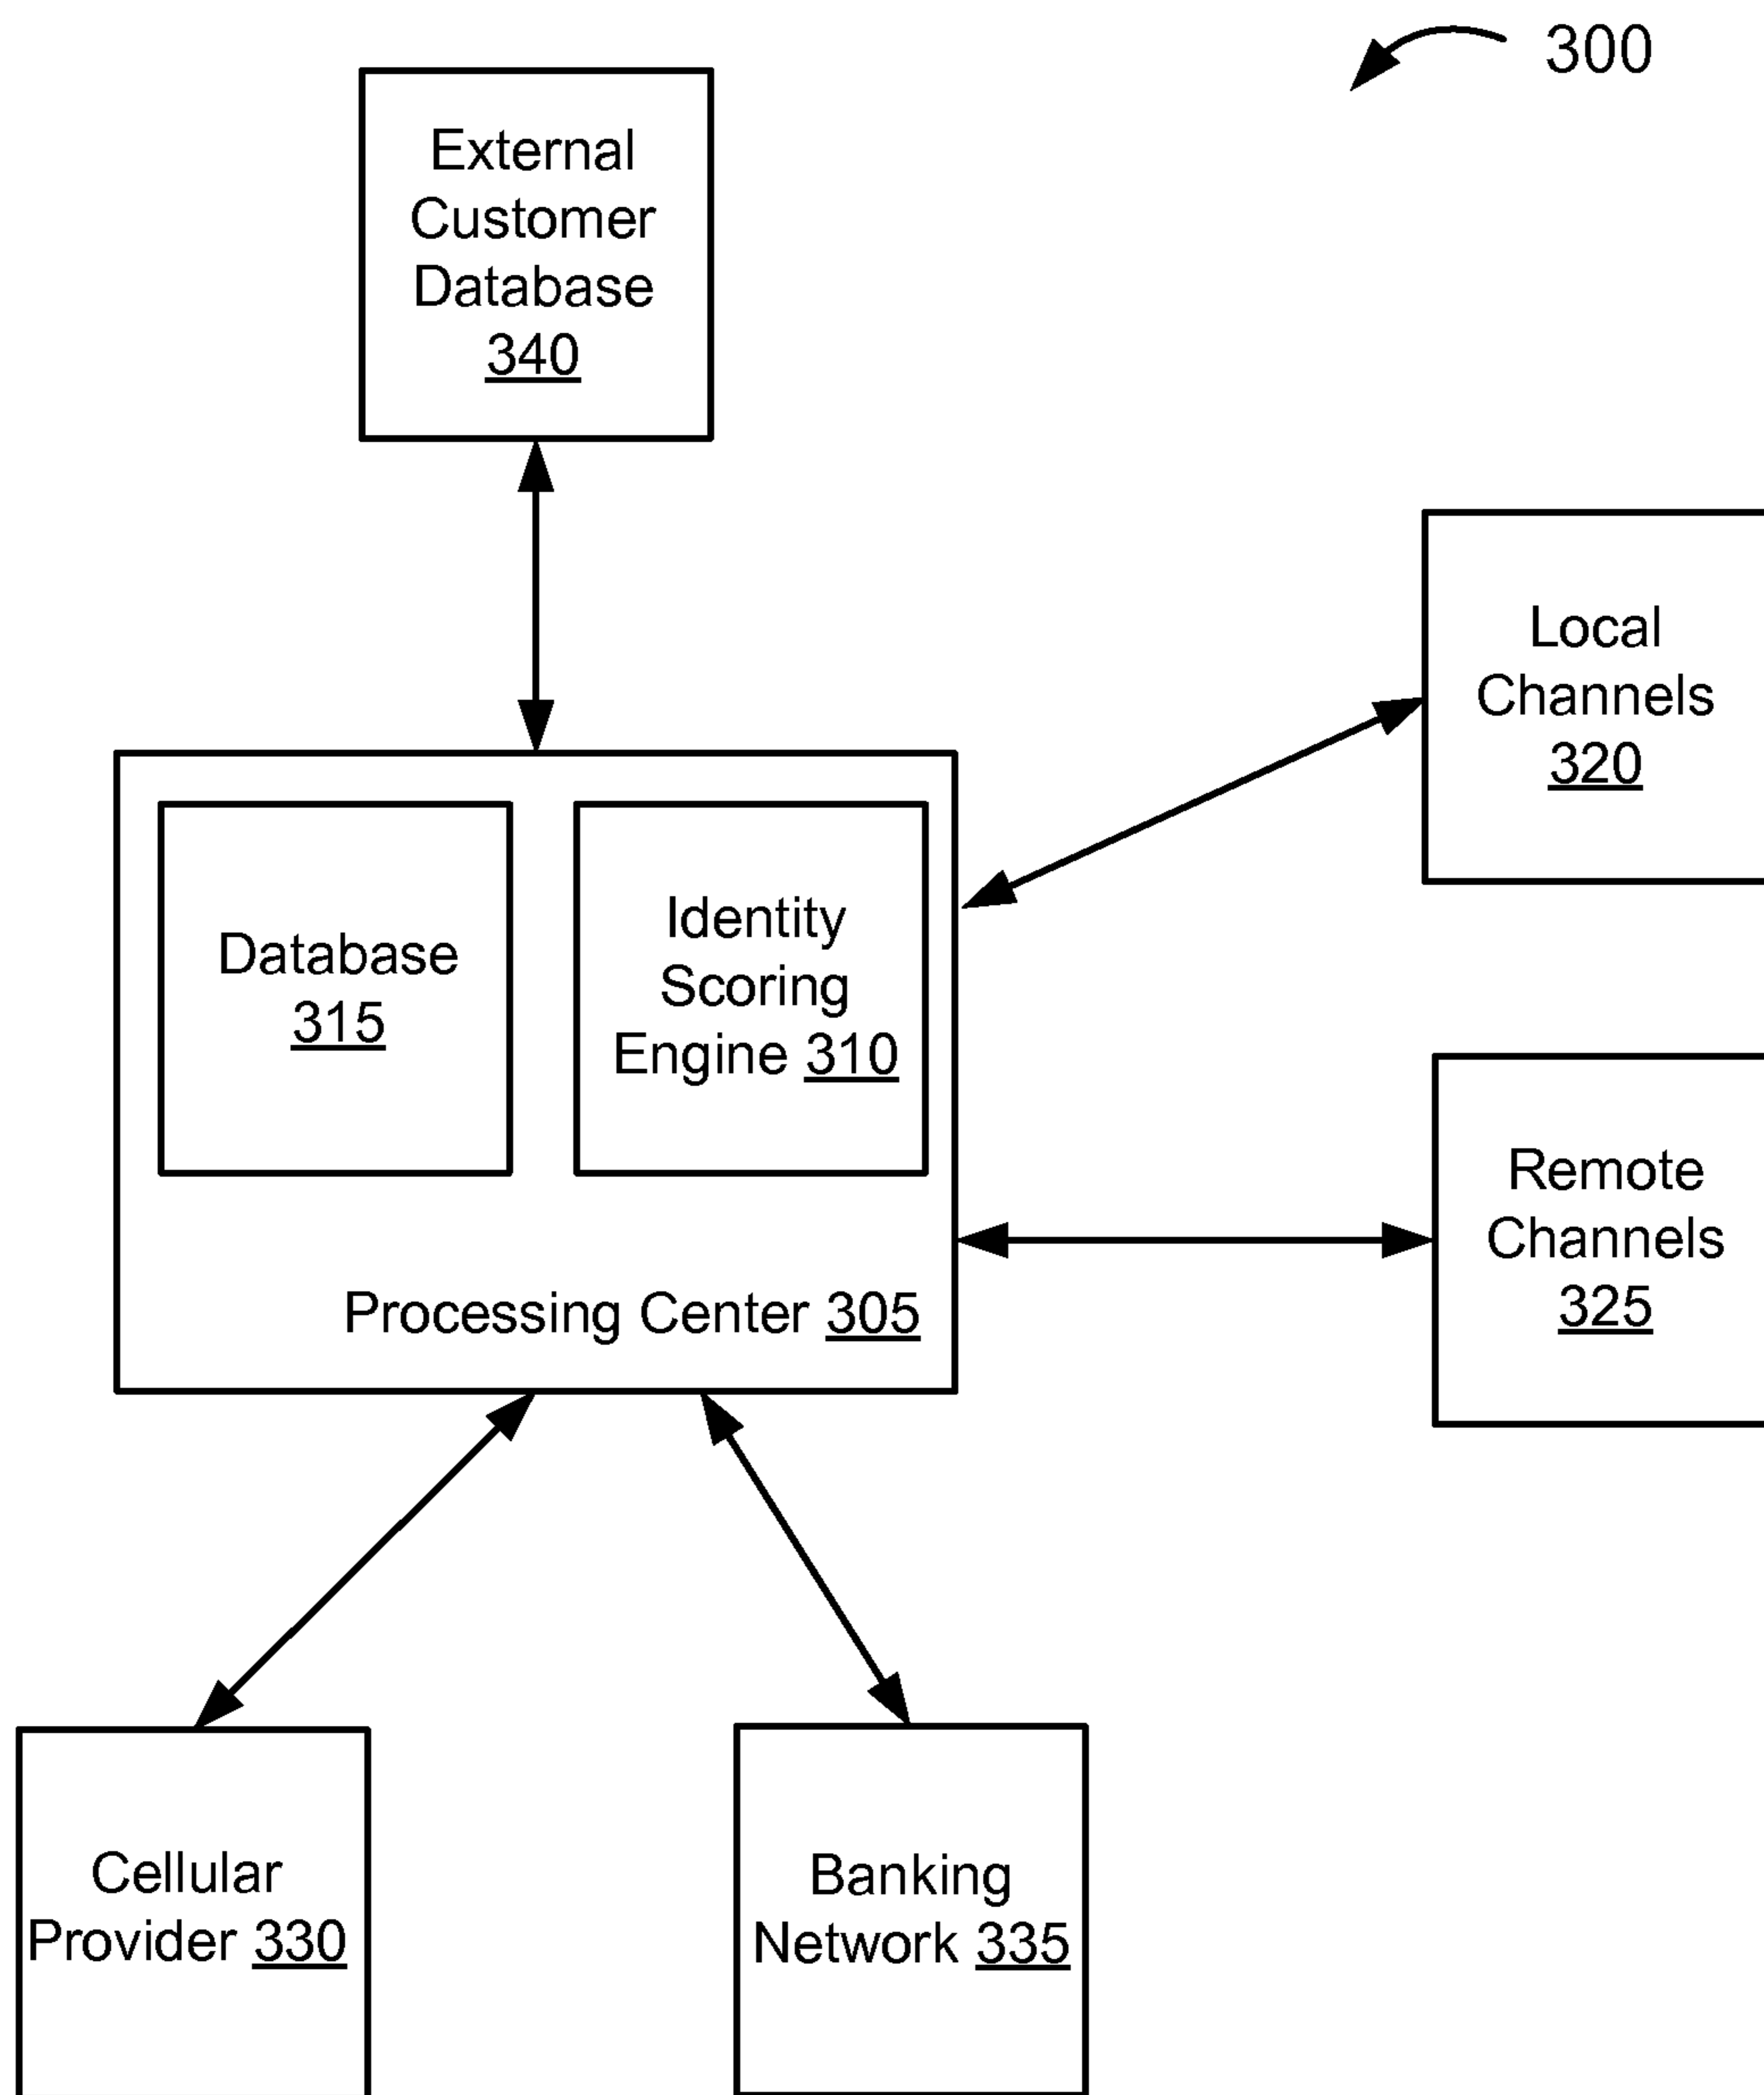 300
External
Customer
Database
340
Local
Channels
320
Database
315
Identity
Scoring
Engine 310
Remote
Channels
325
Processing Center 305
Cellular
Provider 330
Banking
Network 335